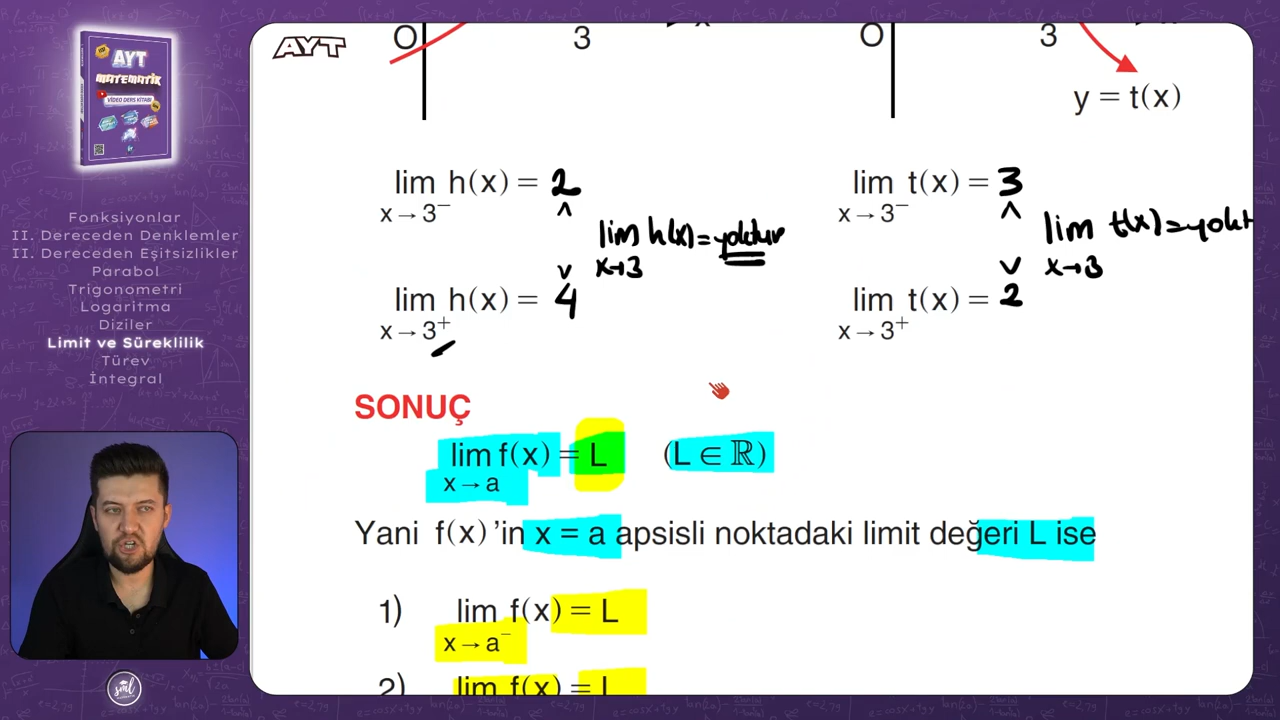 AYT
MATEMATİK
VİDEO DERS KİTABI
Fonksiyonlar
II. Dereceden Denklemler
II. Dereceden Eşitsizlikler
Parabol
Trigonometri
Logaritma
Diziler
Limit ve Süreklilik
Türev
İntegral
sml
AYT
O 3
O 3
y = t(x)
lim h(x) = 2
x → 3⁻
^
lim h(x) = yoktur
x→3
v
lim h(x) = 4
x → 3⁺
lim t(x) = 3
x → 3⁻
^
lim t(x) = yokt
x→3
v
lim t(x) = 2
x → 3⁺
SONUÇ
lim f(x) = L (L ∈ ℝ)
x → a
Yani f(x) 'in x = a apsisli noktadaki limit değeri L ise
1) lim f(x) = L
x → a⁻
2) lim f(x) = L